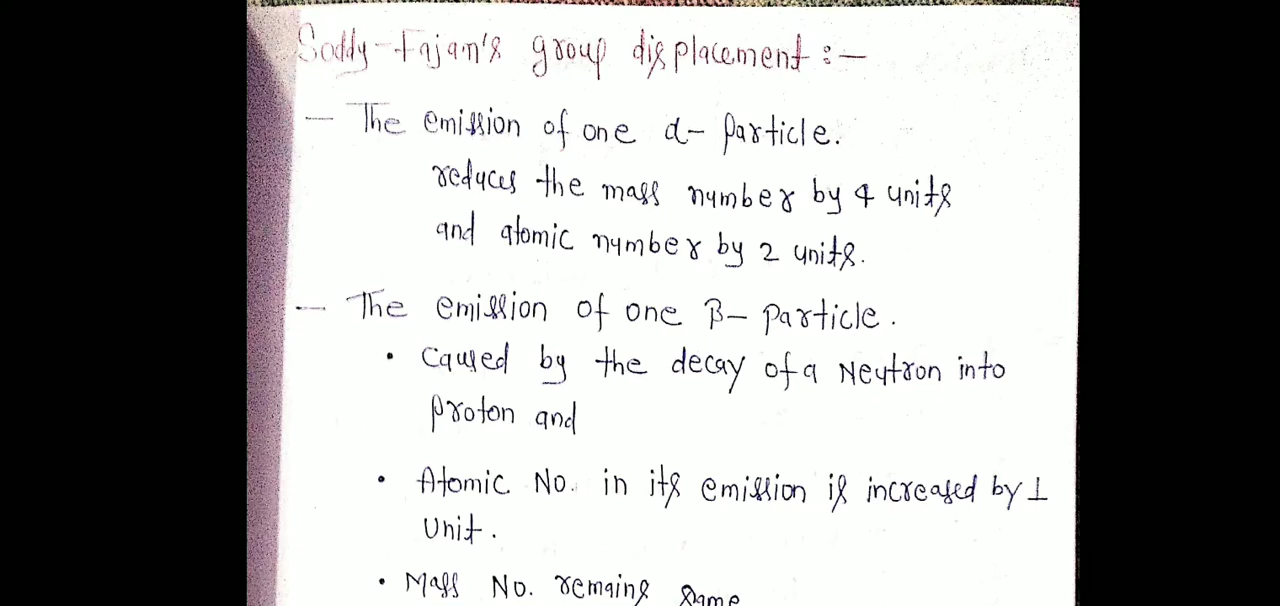 Soddy-Fajan's group displacement :-
- The emission of one α- Particle.
reduces the mass number by 4 units
and atomic number by 2 units.
- The emission of one β- Particle.
• Caused by the decay of a Neutron into
proton and
• Atomic No. in its emission is increased by 1
Unit.
• Mass No. remains same